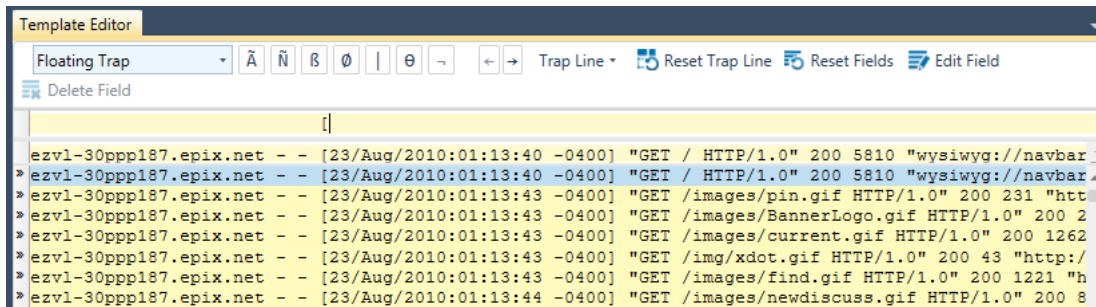 Template Editor
Floating Trap Ã Ñ ß Ø | Ɵ ¬ ← → Trap Line Reset Trap Line Reset Fields Edit Field
Delete Field
[
ezvl-30ppp187.epix.net - - [23/Aug/2010:01:13:40 -0400] "GET / HTTP/1.0" 200 5810 "wysiwyg://navbar
» ezvl-30ppp187.epix.net - - [23/Aug/2010:01:13:40 -0400] "GET / HTTP/1.0" 200 5810 "wysiwyg://navbar
» ezvl-30ppp187.epix.net - - [23/Aug/2010:01:13:43 -0400] "GET /images/pin.gif HTTP/1.0" 200 231 "htt
» ezvl-30ppp187.epix.net - - [23/Aug/2010:01:13:43 -0400] "GET /images/BannerLogo.gif HTTP/1.0" 200 2
» ezvl-30ppp187.epix.net - - [23/Aug/2010:01:13:43 -0400] "GET /images/current.gif HTTP/1.0" 200 1262
» ezvl-30ppp187.epix.net - - [23/Aug/2010:01:13:43 -0400] "GET /img/xdot.gif HTTP/1.0" 200 43 "http:/
» ezvl-30ppp187.epix.net - - [23/Aug/2010:01:13:43 -0400] "GET /images/find.gif HTTP/1.0" 200 1221 "h
» ezvl-30ppp187.epix.net - - [23/Aug/2010:01:13:44 -0400] "GET /images/newdiscuss.gif HTTP/1.0" 200 8